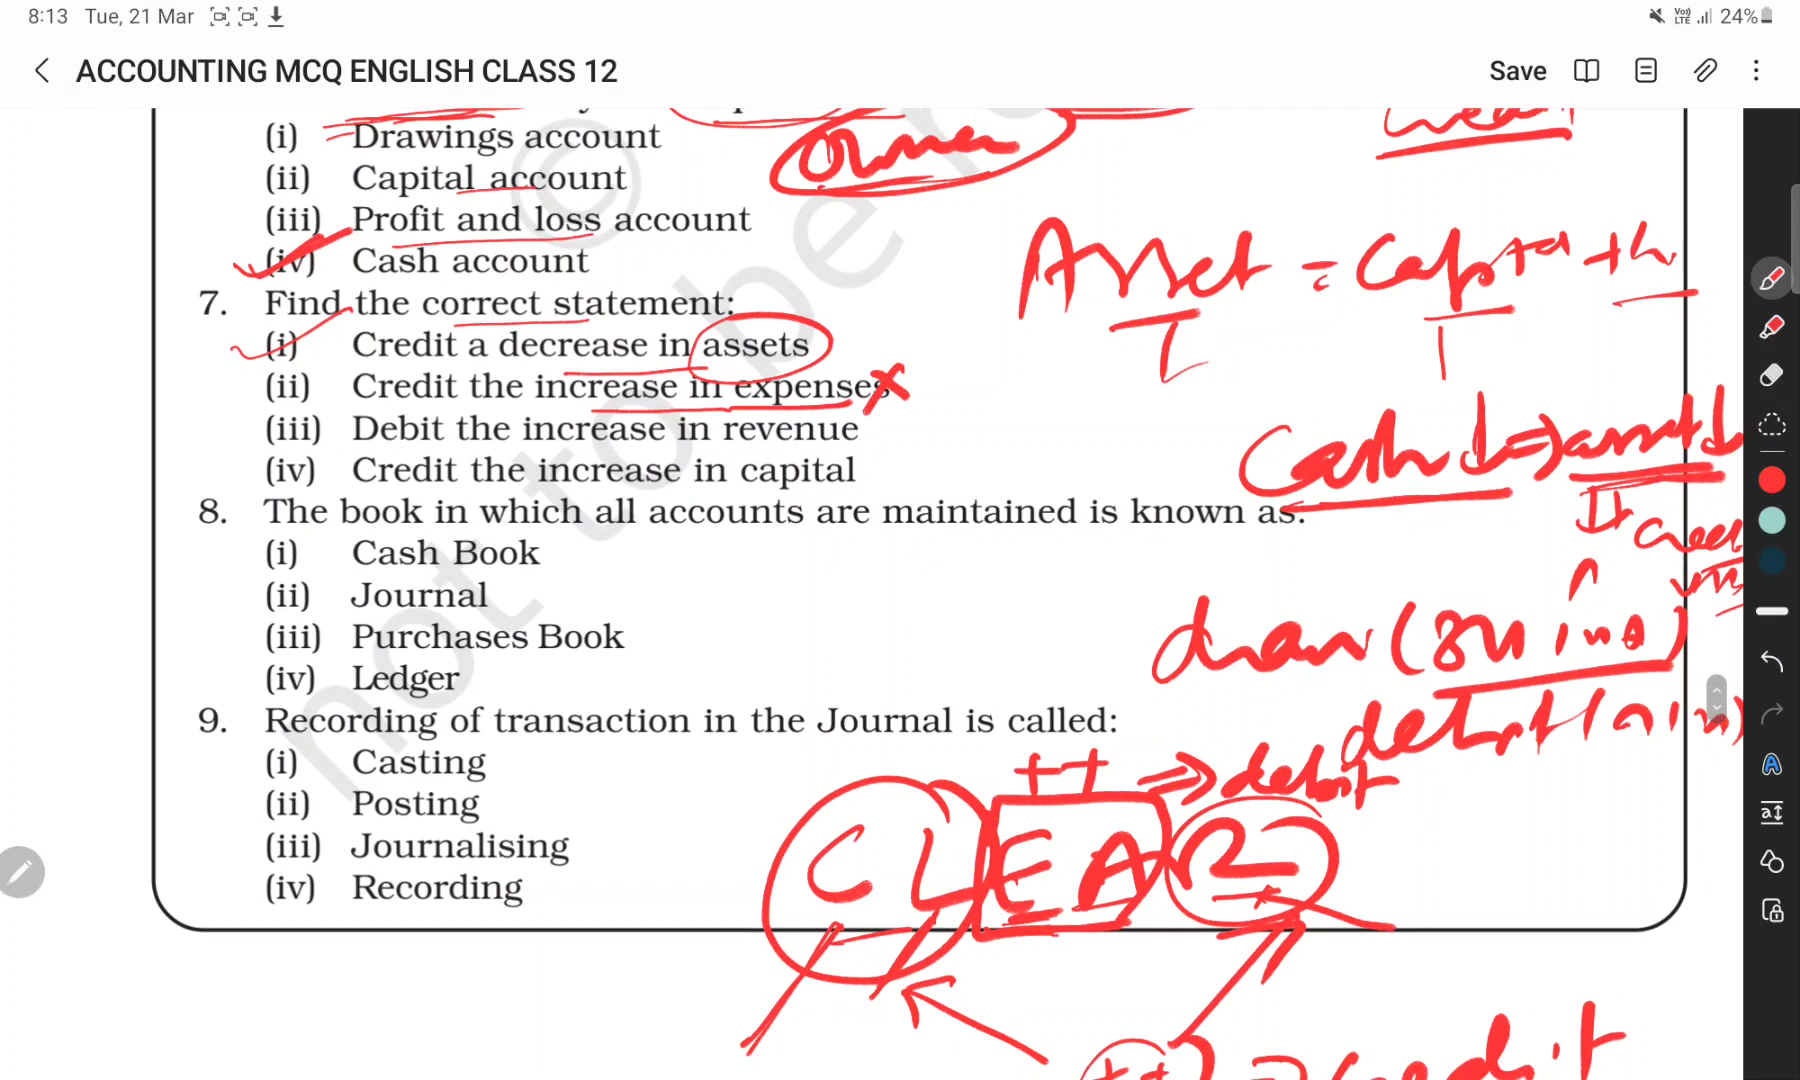 8:13 Tue, 21 Mar
24%
ACCOUNTING MCQ ENGLISH CLASS 12
Save
(i) Drawings account
Owner
(ii) Capital account
(iii) Profit and loss account
(iv) Cash account
Asset = Capital +
7. Find the correct statement:
(i) Credit a decrease in assets
(ii) Credit the increase in expenses
(iii) Debit the increase in revenue
Cash ↓ ⇒ asset ↓
(iv) Credit the increase in capital
8. The book in which all accounts are maintained is known as:
(i) Cash Book
(ii) Journal
(iii) Purchases Book
(iv) Ledger
9. Recording of transaction in the Journal is called:
(i) Casting
++ ⇒ debit
(ii) Posting
(iii) Journalising
CLEAR
(iv) Recording
credit
not to be
©